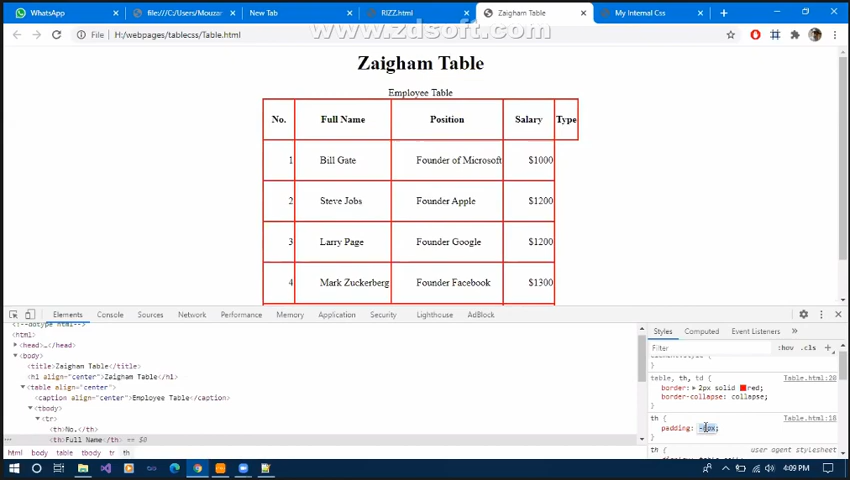 WhatsApp file:///C:/Users/Mouzar New Tab RIZZ.html Zaigham Table My Internal Css
File H:/webpages/tablecss/Table.html
www.zdsoft.com
Zaigham Table
Employee Table
No. Full Name Position Salary Type
1 Bill Gate Founder of Microsoft $1000
2 Steve Jobs Founder Apple $1200
3 Larry Page Founder Google $1200
4 Mark Zuckerberg Founder Facebook $1300
Elements Console Sources Network Performance Memory Application Security Lighthouse AdBlock
Styles Computed Event Listeners »
<!--doctype html-->
<html>
<head>…</head>
<body>
<title>Zaigham Table</title>
<h1 align="center">Zaigham Table</h1>
<table align="center">
<caption align="center">Employee Table</caption>
<tbody>
<tr>
<th>No.</th>
<th>Full Name</th> == $0
html body table tbody tr th
Filter :hov .cls +
}
table, th, td { Table.html:20
border: 2px solid red;
border-collapse: collapse;
}
th { Table.html:18
padding:
}
th { user agent stylesheet
4:09 PM